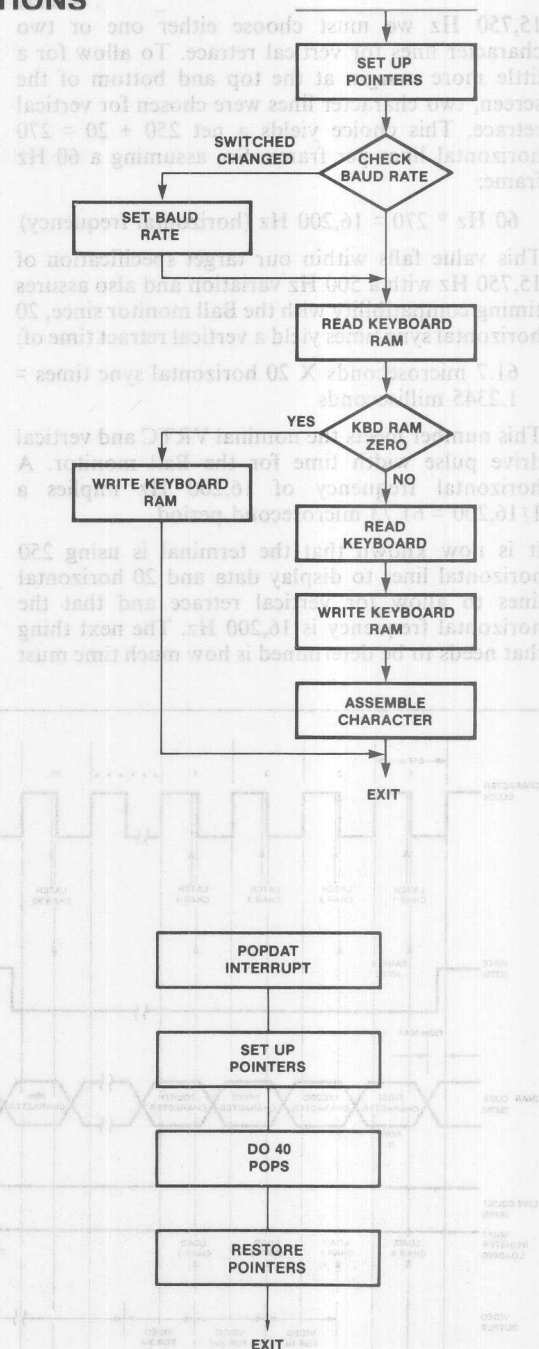 TIONS
SET UP
POINTERS
SWITCHED
CHANGED
CHECK
BAUD RATE
SET BAUD
RATE
READ KEYBOARD
RAM
YES
KBD RAM
ZERO
NO
WRITE KEYBOARD
RAM
READ
KEYBOARD
WRITE KEYBOARD
RAM
ASSEMBLE
CHARACTER
EXIT
POPDAT
INTERRUPT
SET UP
POINTERS
DO 40
POPS
RESTORE
POINTERS
EXIT
15,750 Hz we must choose either one or two
character lines for vertical retrace. To allow for a
little more margin at the top and bottom of the
screen, two character lines were chosen for vertical
retrace. This choice yields a net 250 + 20 = 270
horizontal lines per frame and, assuming a 60 Hz
frame:
60 Hz * 270 = 16,200 Hz (horizontal frequency)
This value falls within our target specification of
15,750 Hz with a 500 Hz variation and also assures
timing compatibility with the Ball monitor since, 20
horizontal sync times yield a vertical retract time of:
61.7 microseconds X 20 horizontal sync times =
1.2345 milliseconds
This number the nominal VRTC and vertical
drive pulse width time for the Ball monitor. A
horizontal frequency of 16,200 Hz implies a
1/16,200 = 61.73 microsecond period.
It is now known that the terminal is using 250
horizontal lines to display data and 20 horizontal
lines to allow for vertical retrace and that the
horizontal frequency is 16,200 Hz. The next thing
that needs to be determined is how much time must